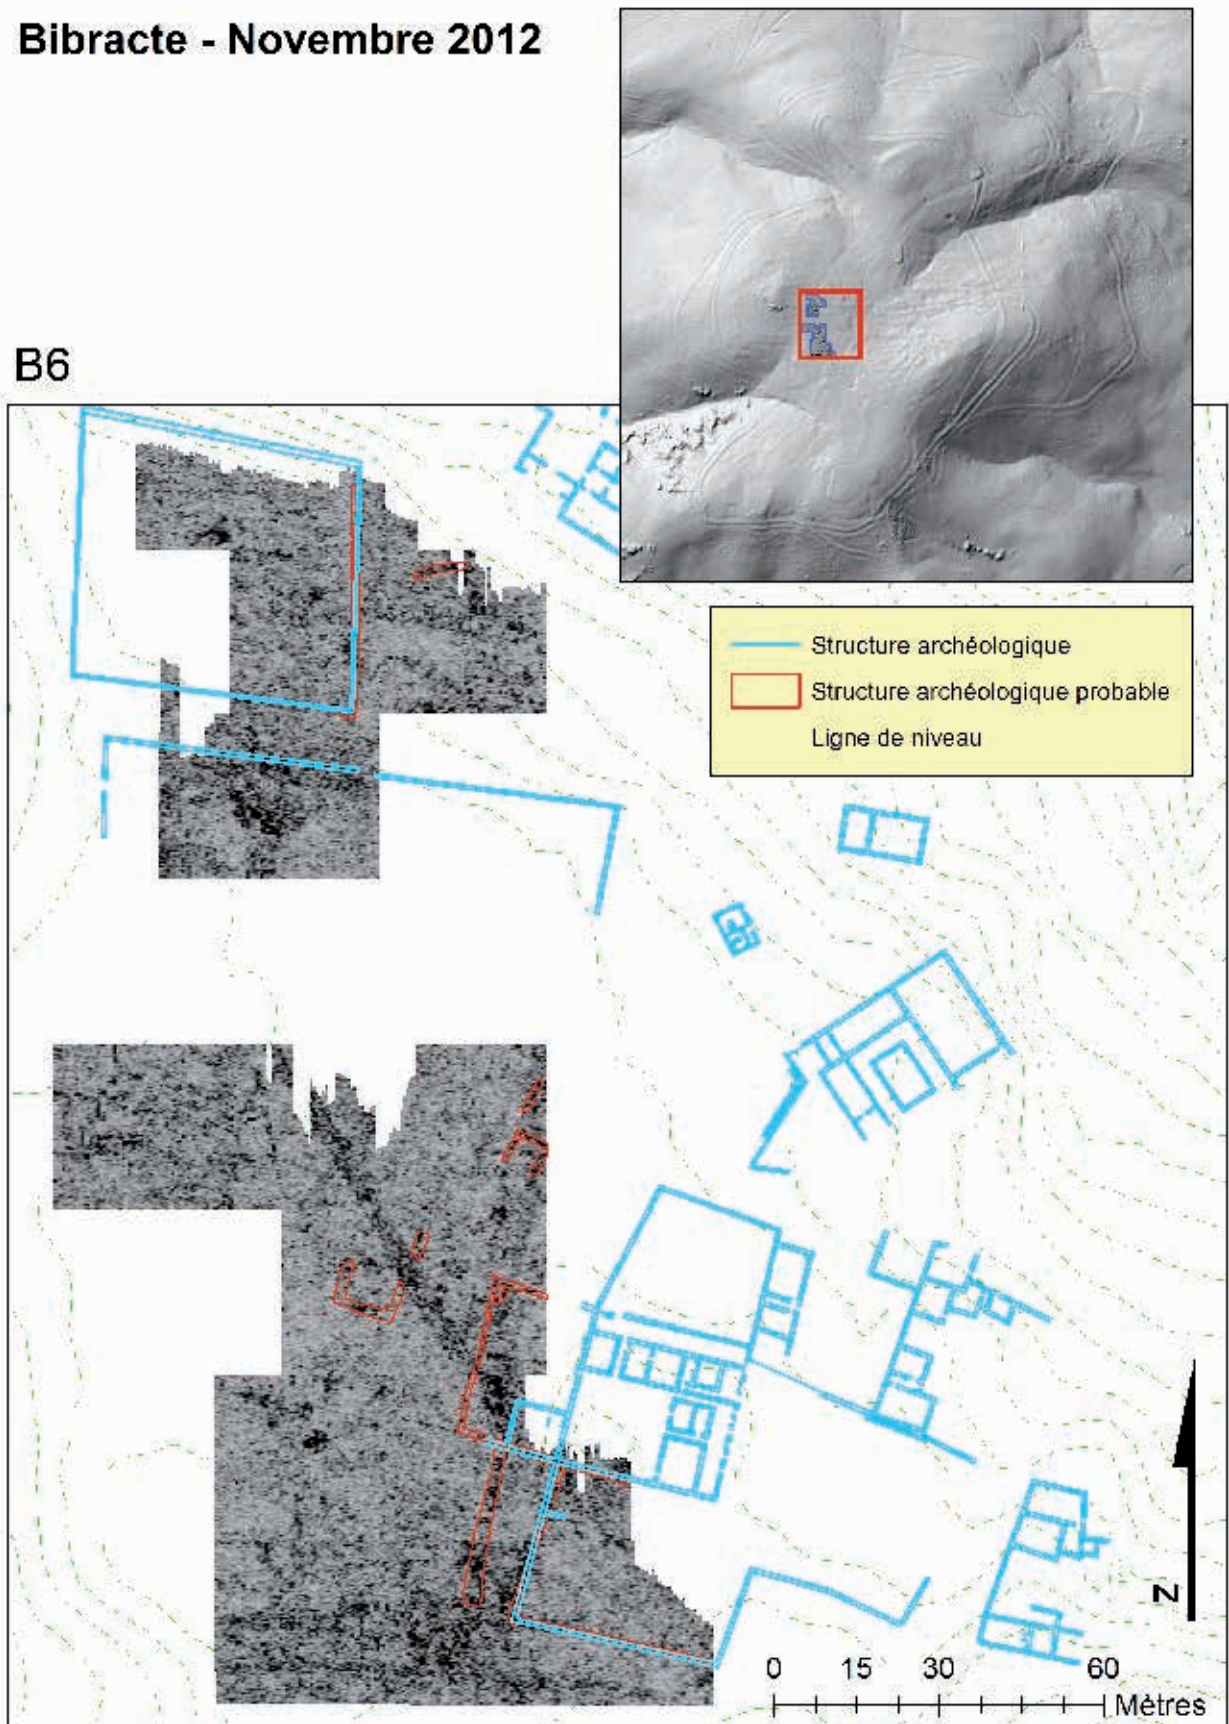 Bibracte - Novembre 2012
B6
Structure archéologique
Structure archéologique probable
Ligne de niveau
N
0 15 30 60
Mètres